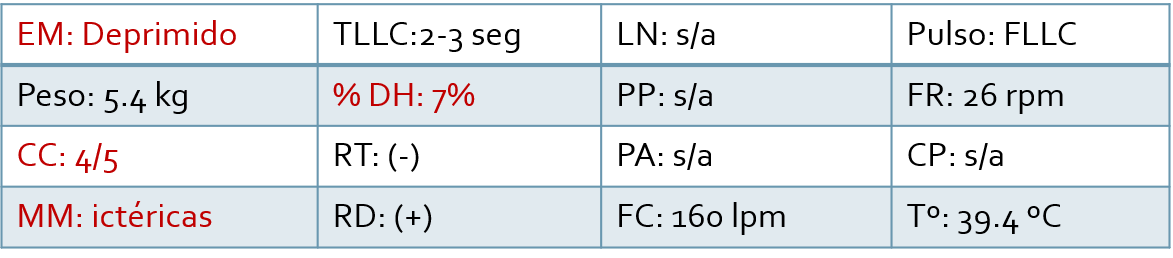 EM: Deprimido TLLC:2-3 seg LN: s/a Pulso: FLLC
Peso: 5.4 kg % DH: 7% PP: s/a FR: 26 rpm
CC: 4/5 RT: (-) PA: s/a CP: s/a
MM: ictéricas RD: (+) FC: 160 lpm Tº: 39.4 ºC